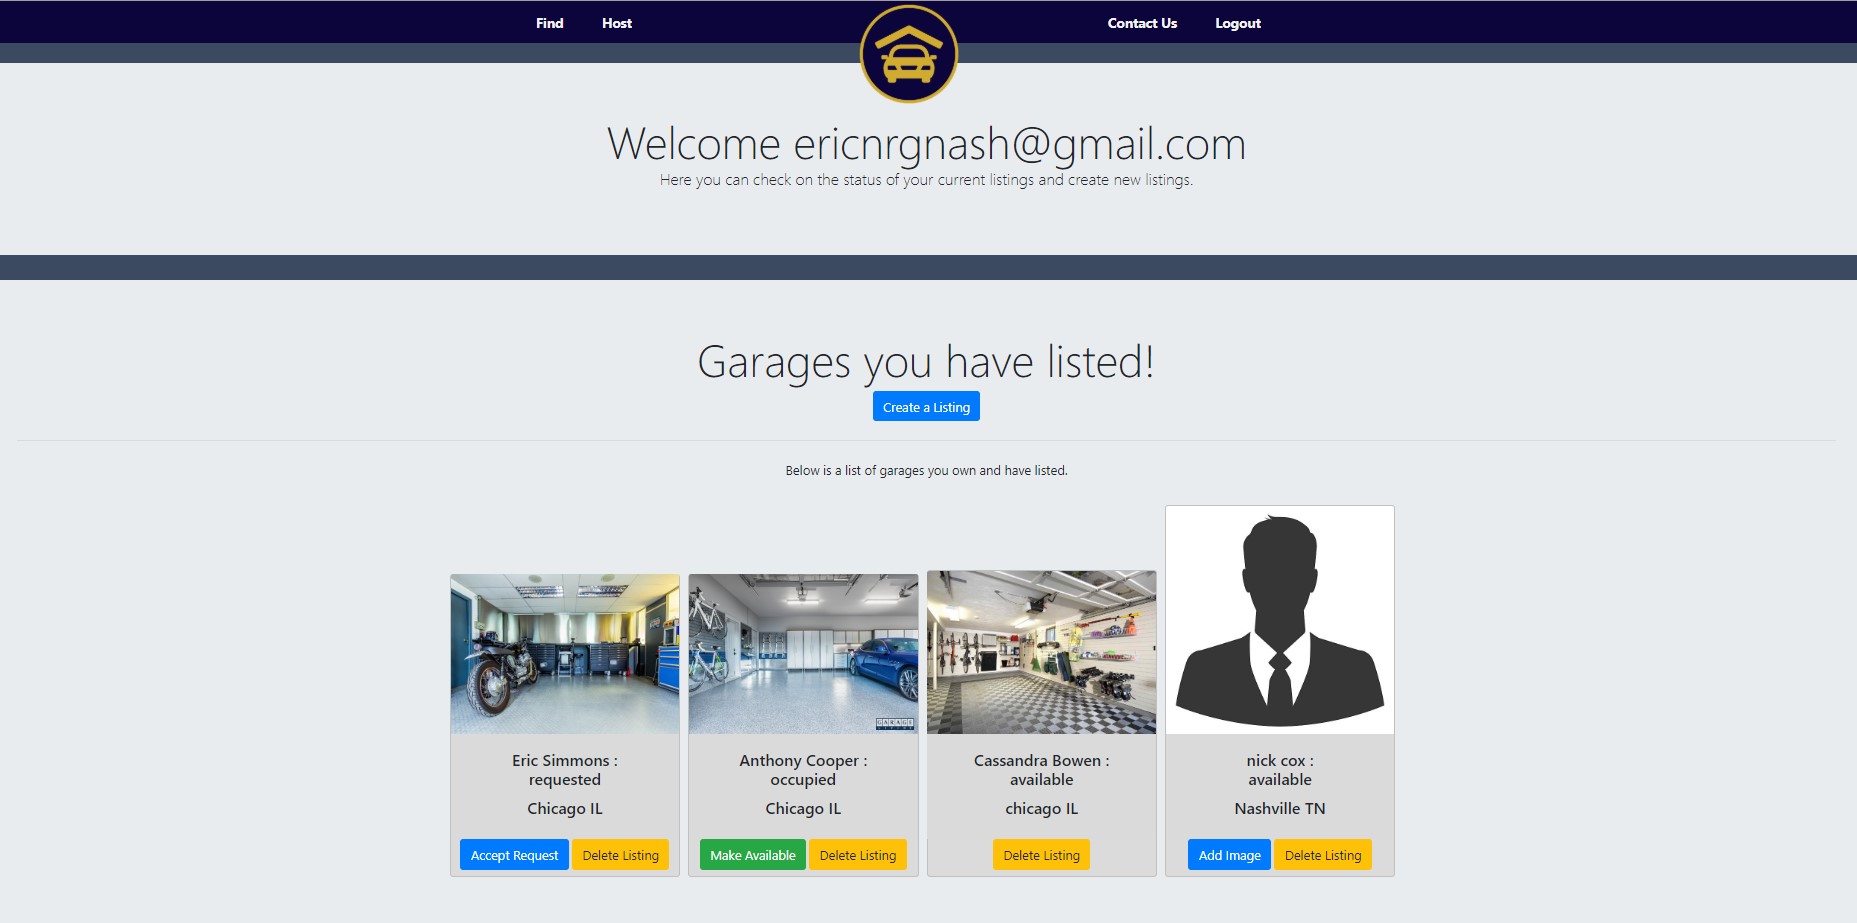 Find Host Contact Us Logout
Welcome ericnrgnash@gmail.com
Here you can check on the status of your current listings and create new listings.
Garages you have listed!
Create a Listing
Below is a list of garages you own and have listed.
GARAGE
Eric Simmons :
requested
Chicago IL
Accept Request Delete Listing
Anthony Cooper :
occupied
Chicago IL
Make Available Delete Listing
Cassandra Bowen :
available
chicago IL
Delete Listing
nick cox :
available
Nashville TN
Add Image Delete Listing